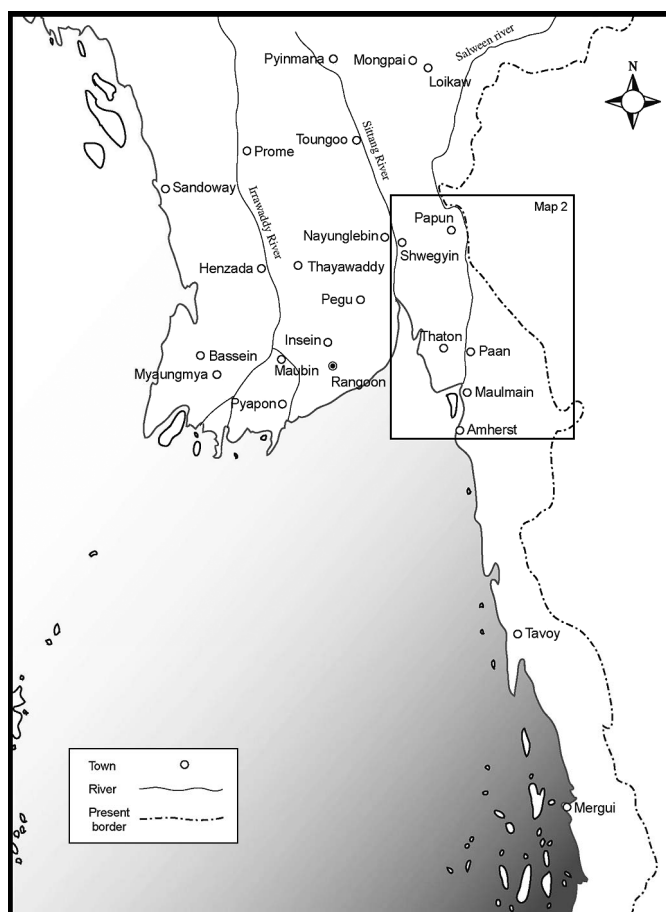 Salween river
Pyinmana
Mongpai
Loikaw
N
Toungoo
Sittang River
Prome
Sandoway
Irrawaddy River
Map 2
Papun
Nayunglebin
Shwegyin
Henzada
Thayawaddy
Pegu
Insein
Thaton
Bassein
Maubin
Paan
Myaungmya
Rangoon
Pyapon
Maulmain
Amherst
Tavoy
Town
River
Present
border
Mergui